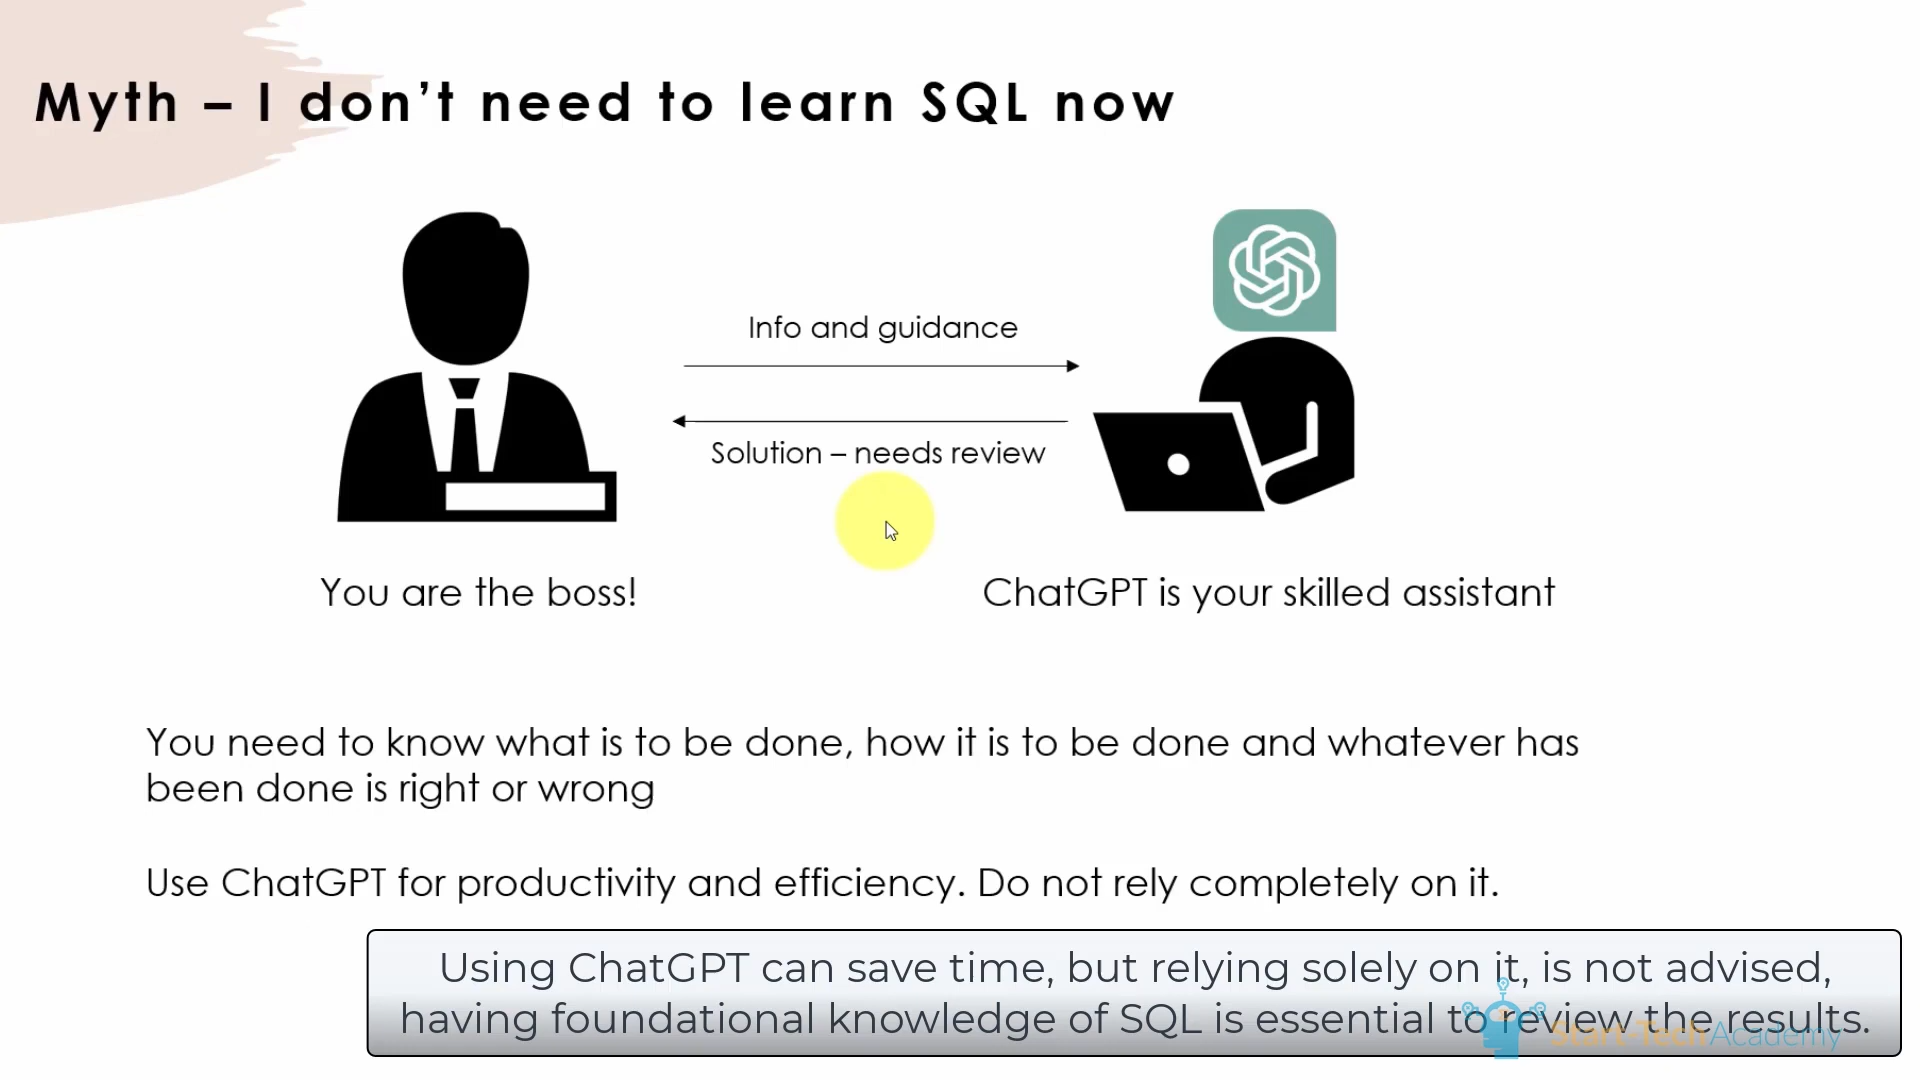 Myth – I don’t need to learn SQL now
Info and guidance
Solution – needs review
You are the boss!
ChatGPT is your skilled assistant
You need to know what is to be done, how it is to be done and whatever has
been done is right or wrong
Use ChatGPT for productivity and efficiency. Do not rely completely on it.
Using ChatGPT can save time, but relying solely on it, is not advised,
having foundational knowledge of SQL is essential to review the results.
Start-Tech Academy